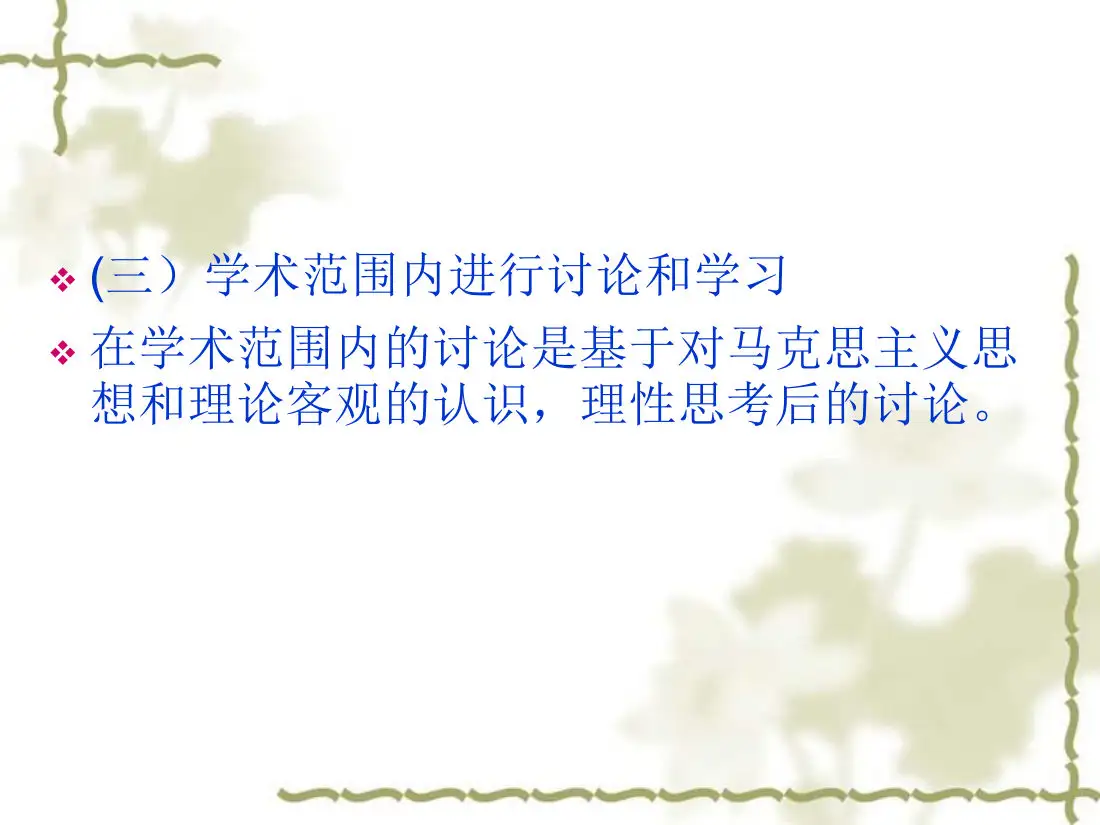 (三）学术范围内进行讨论和学习
在学术范围内的讨论是基于对马克思主义思
想和理论客观的认识，理性思考后的讨论。